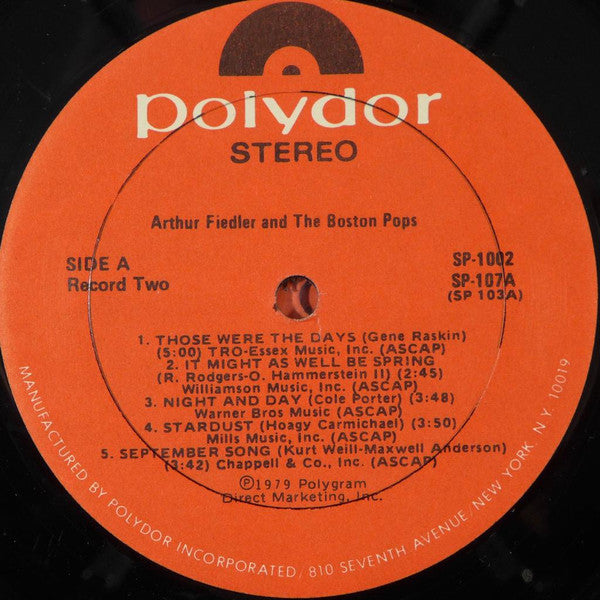 polydor
STEREO
Arthur Fiedler and The Boston Pops
SIDE A
Record Two
SP-1002
SP-107A
(SP 103A)
1. THOSE WERE THE DAYS (Gene Raskin)
(5:00) TRO-Essex Music, Inc. (ASCAP)
2. IT MIGHT AS WELL BE SPRING
(R. Rodgers-O. Hammerstein II) (2:45)
Williamson Music, Inc. (ASCAP)
3. NIGHT AND DAY (Cole Porter) (3:48)
Warner Bros Music (ASCAP)
4. STARDUST (Hoagy Carmichael) (3:50)
Mills Music, Inc. (ASCAP)
5. SEPTEMBER SONG (Kurt Weill-Maxwell Anderson)
(3:42) Chappell & Co., Inc. (ASCAP)
Ⓟ1979 Polygram
Direct Marketing, Inc.
MANUFACTURED BY POLYDOR INCORPORATED/810 SEVENTH AVENUE/NEW YORK, N.Y. 10019